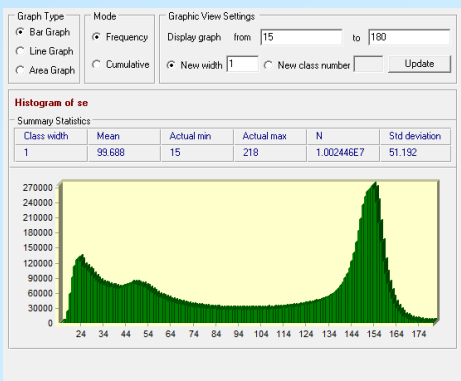 Graph Type
Bar Graph
Line Graph
Area Graph
Mode
Frequency
Cumulative
Graphic View Settings
Display graph from 15 to 180
New width 1 New class number Update
Histogram of se
Summary Statistics
Class width Mean Actual min Actual max N Std deviation
1 99.688 15 218 1.002446E7 51.192
270000
240000
210000
180000
150000
120000
90000
60000
30000
0
24 34 44 54 64 74 84 94 104 114 124 134 144 154 164 174